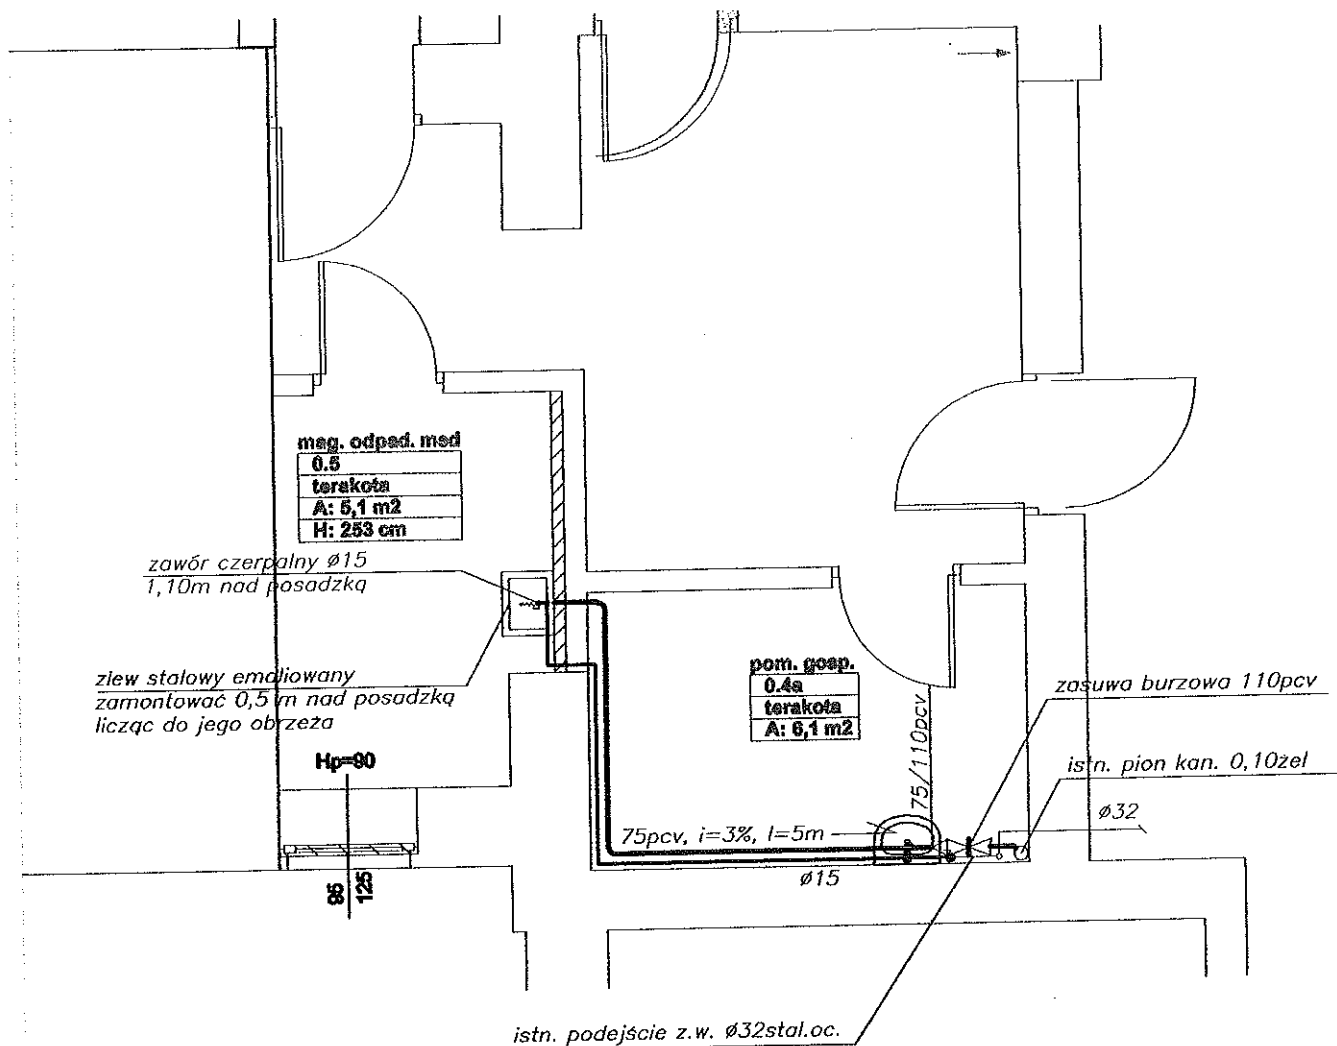 mag. odpad. med
0.5
terakota
A: 5,1 m2
H: 253 cm
zawór czerpalny ø15
1,10m nad posadzką
zlew stalowy emaliowany
zamontować 0,5 m nad posadzką
licząc do jego obrzeża
Hp=90
95
125
pom. gosp.
0.4a
terakota
A: 6,1 m2
75/110pcv
zasuwa burzowa 110pcv
istn. pion kan. 0,10żel
ø32
75pcv, i=3%, l=5m
ø15
istn. podejście z.w. ø32stal.oc.